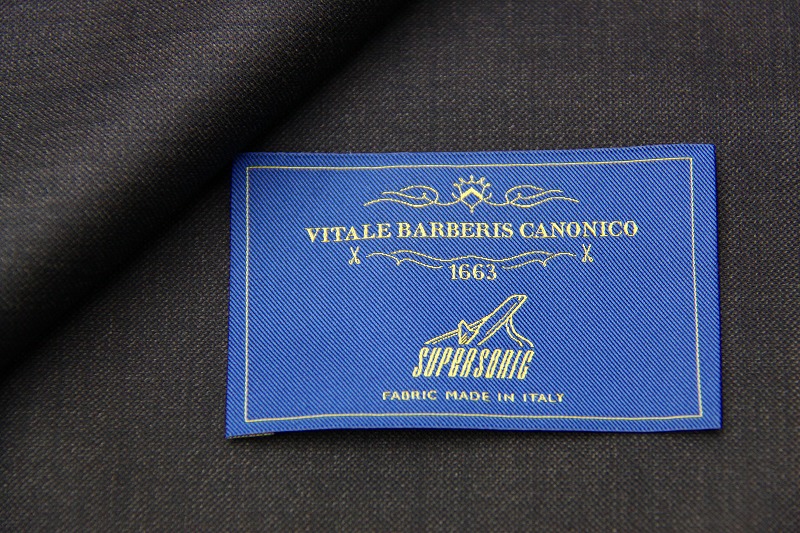 VITALE BARBERIS CANONICO
1663
SUPERSONIC
FABRIC MADE IN ITALY